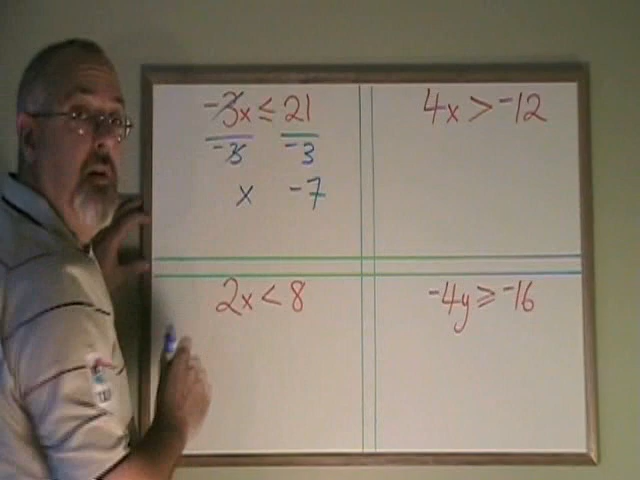 -3x ≤ 21
-3 -3
x -7
4x > -12
2x < 8
-4y ≥ -16